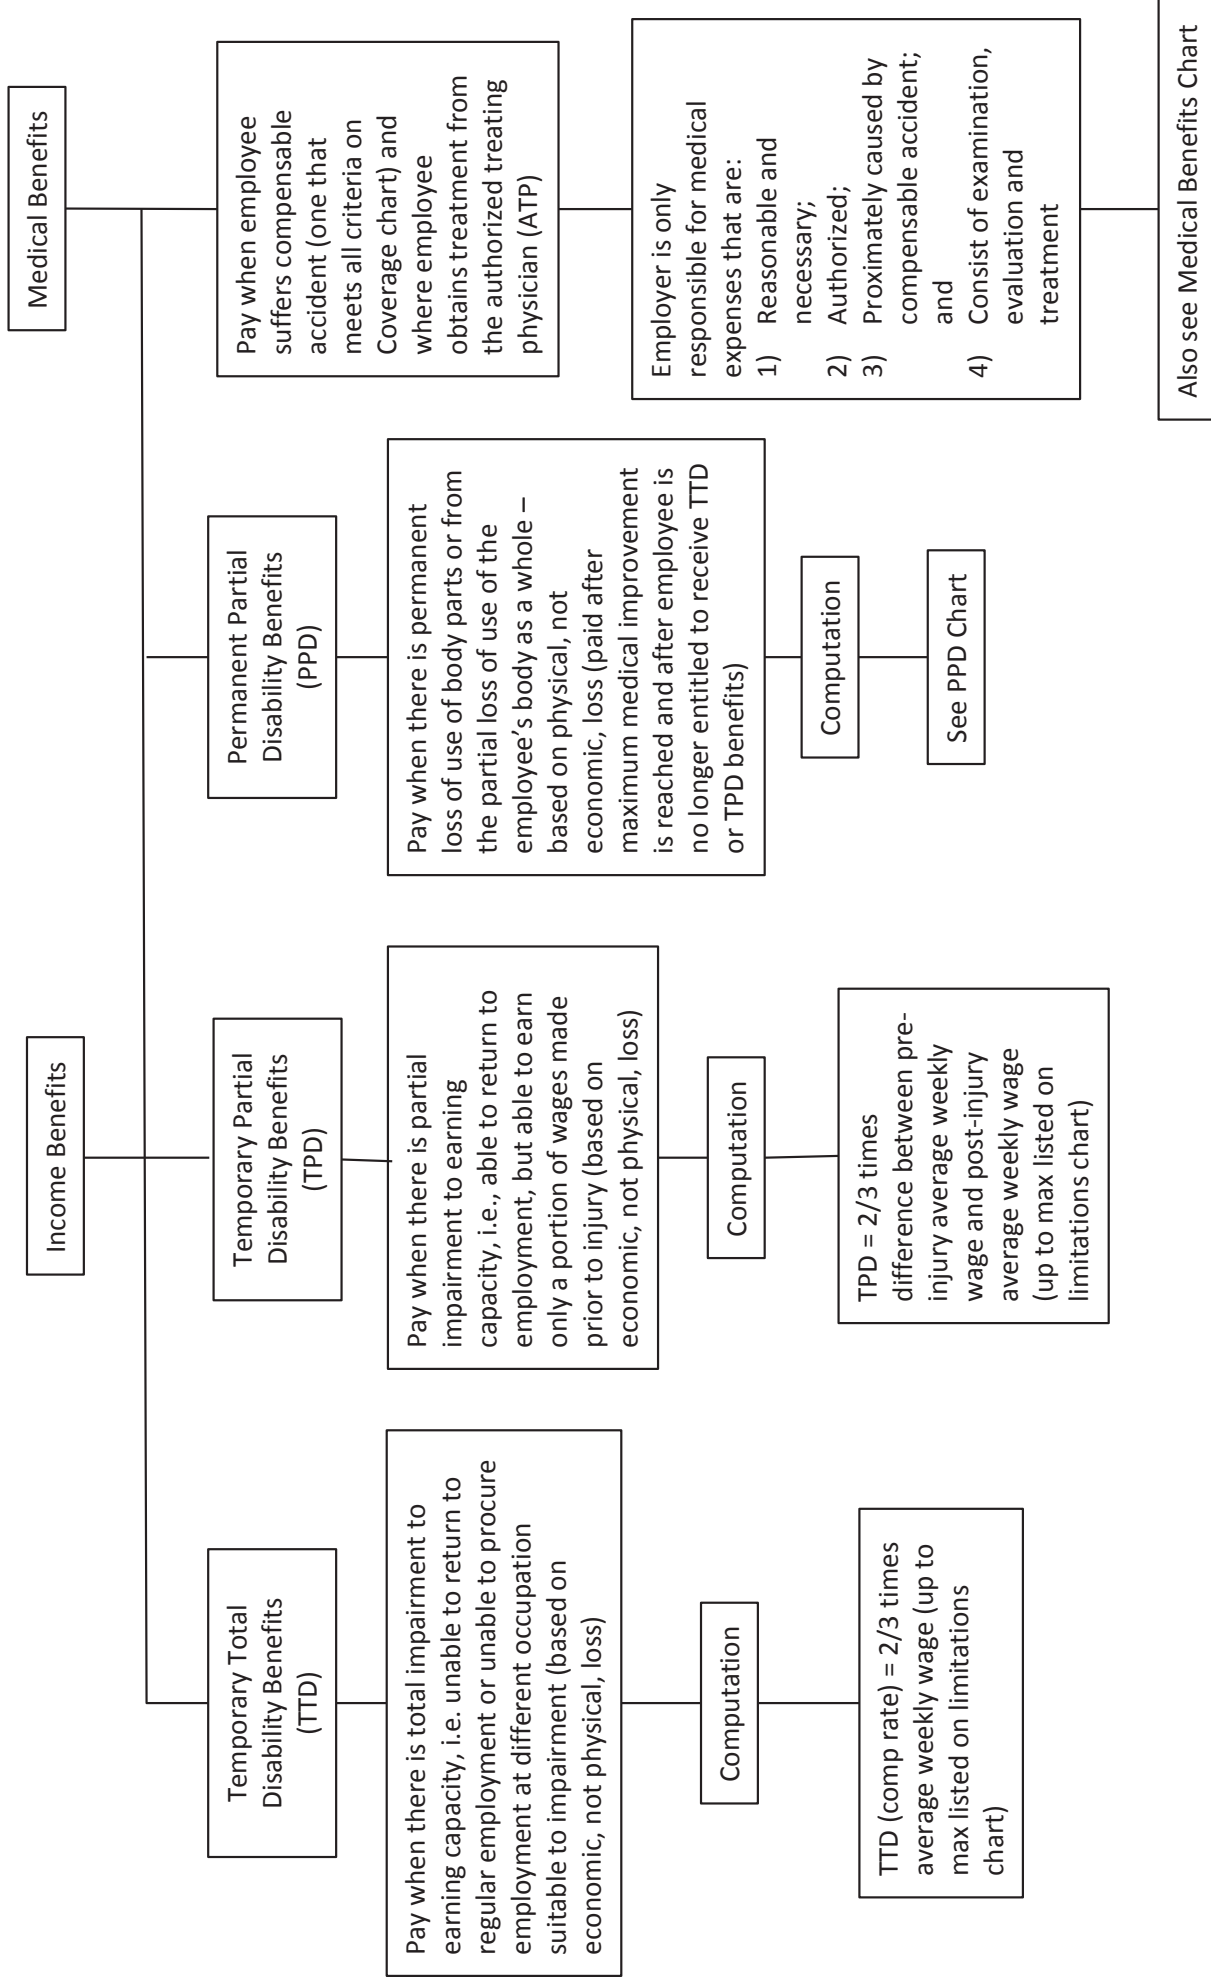 Income Benefits
Medical Benefits
Temporary Total
Disability Benefits
(TTD)
Pay when there is total impairment to
earning capacity, i.e. unable to return to
regular employment or unable to procure
employment at different occupation
suitable to impairment (based on
economic, not physical, loss)
Computation
TTD (comp rate) = 2/3 times
average weekly wage (up to
max listed on limitations
chart)
Temporary Partial
Disability Benefits
(TPD)
Pay when there is partial
impairment to earning
capacity, i.e., able to return to
employment, but able to earn
only a portion of wages made
prior to injury (based on
economic, not physical, loss)
Computation
TPD = 2/3 times
difference between pre-
injury average weekly
wage and post-injury
average weekly wage
(up to max listed on
limitations chart)
Permanent Partial
Disability Benefits
(PPD)
Pay when there is permanent
loss of use of body parts or from
the partial loss of use of the
employee’s body as a whole –
based on physical, not
economic, loss (paid after
maximum medical improvement
is reached and after employee is
no longer entitled to receive TTD
or TPD benefits)
Computation
See PPD Chart
Pay when employee
suffers compensable
accident (one that
meets all criteria on
Coverage chart) and
where employee
obtains treatment from
the authorized treating
physician (ATP)
Employer is only
responsible for medical
expenses that are:
1) Reasonable and
necessary;
2) Authorized;
3) Proximately caused by
compensable accident;
and
4) Consist of examination,
evaluation and
treatment
Also see Medical Benefits Chart